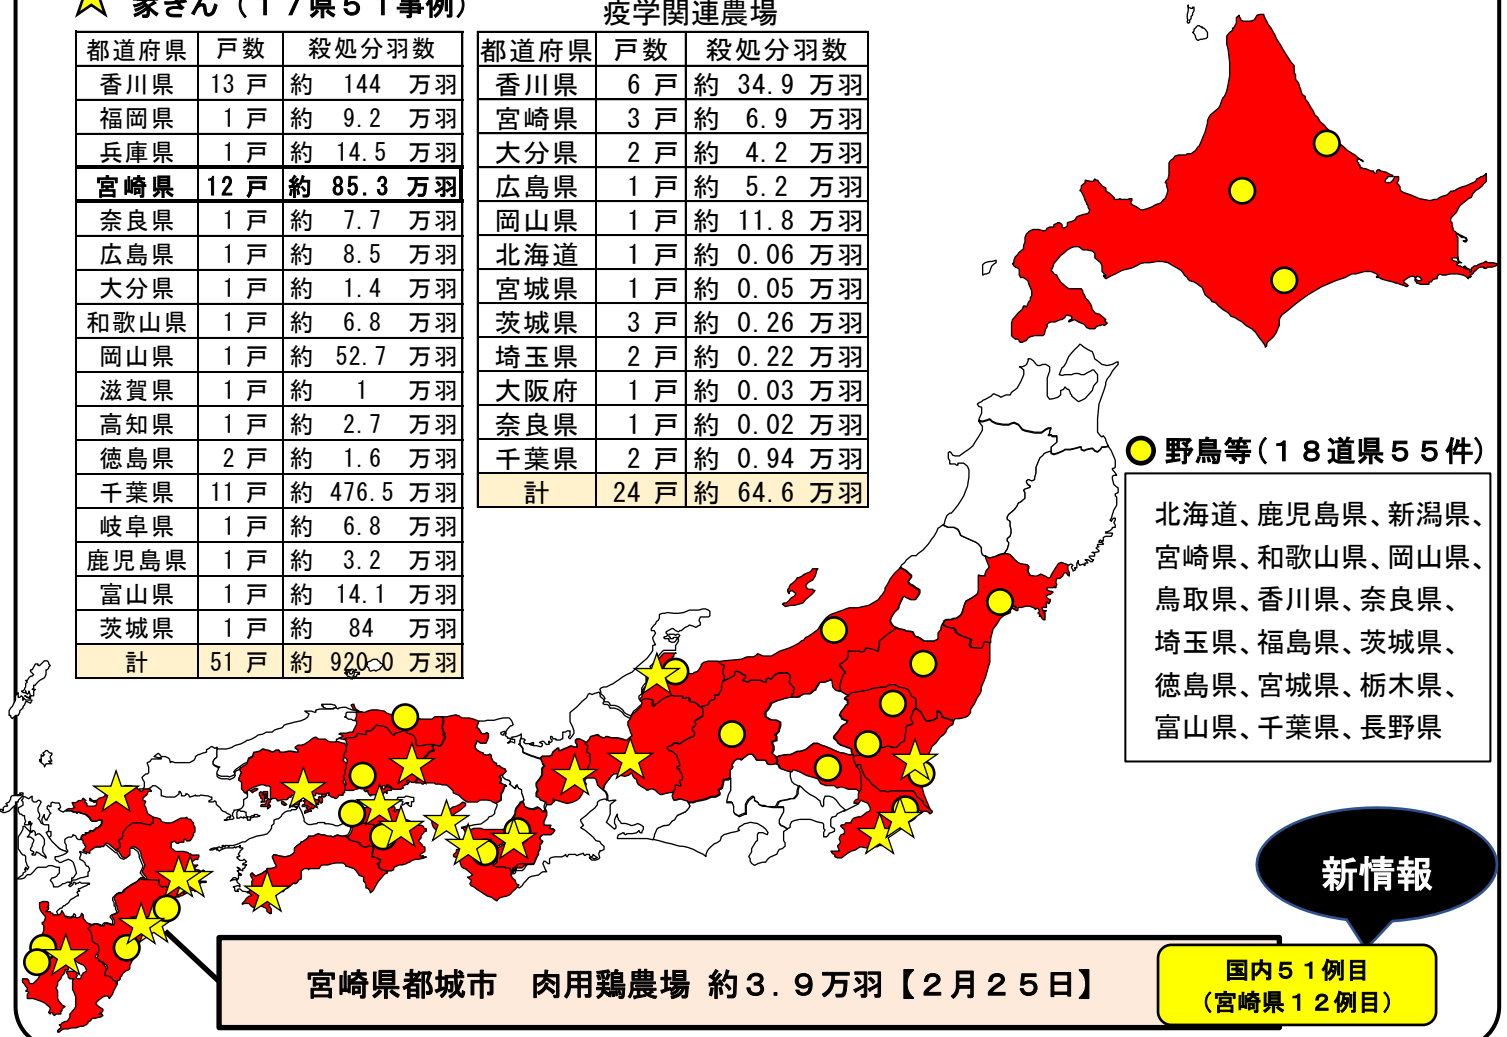 ★ 家きん（１７県５１事例）
疫学関連農場
都道府県 戸数 殺処分羽数
香川県 13 戸 約 144 万羽
福岡県 1 戸 約 9.2 万羽
兵庫県 1 戸 約 14.5 万羽
宮崎県 12 戸 約 85.3 万羽
奈良県 1 戸 約 7.7 万羽
広島県 1 戸 約 8.5 万羽
大分県 1 戸 約 1.4 万羽
和歌山県 1 戸 約 6.8 万羽
岡山県 1 戸 約 52.7 万羽
滋賀県 1 戸 約 1 万羽
高知県 1 戸 約 2.7 万羽
徳島県 2 戸 約 1.6 万羽
千葉県 11 戸 約 476.5 万羽
岐阜県 1 戸 約 6.8 万羽
鹿児島県 1 戸 約 3.2 万羽
富山県 1 戸 約 14.1 万羽
茨城県 1 戸 約 84 万羽
計 51 戸 約 920.0 万羽
都道府県 戸数 殺処分羽数
香川県 6 戸 約 34.9 万羽
宮崎県 3 戸 約 6.9 万羽
大分県 2 戸 約 4.2 万羽
広島県 1 戸 約 5.2 万羽
岡山県 1 戸 約 11.8 万羽
北海道 1 戸 約 0.06 万羽
宮城県 1 戸 約 0.05 万羽
茨城県 3 戸 約 0.26 万羽
埼玉県 2 戸 約 0.22 万羽
大阪府 1 戸 約 0.03 万羽
奈良県 1 戸 約 0.02 万羽
千葉県 2 戸 約 0.94 万羽
計 24 戸 約 64.6 万羽
野鳥等（１８道県５５件）
北海道、鹿児島県、新潟県、
宮崎県、和歌山県、岡山県、
鳥取県、香川県、奈良県、
埼玉県、福島県、茨城県、
徳島県、宮城県、栃木県、
富山県、千葉県、長野県
新情報
宮崎県都城市　肉用鶏農場 約３．９万羽【２月２５日】
国内５１例目
（宮崎県１２例目）